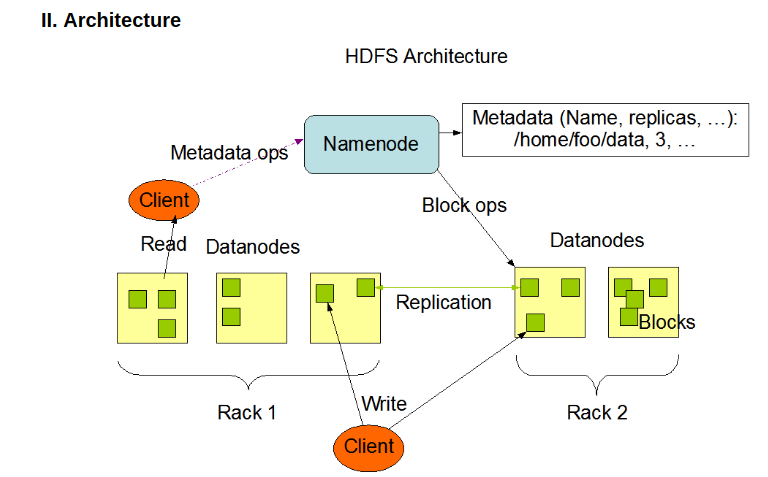 II. Architecture
HDFS Architecture
Metadata (Name, replicas, …):
/home/foo/data, 3, …
Namenode
Metadata ops
Client
Block ops
Read
Datanodes
Datanodes
Replication
Blocks
Rack 1
Write
Rack 2
Client